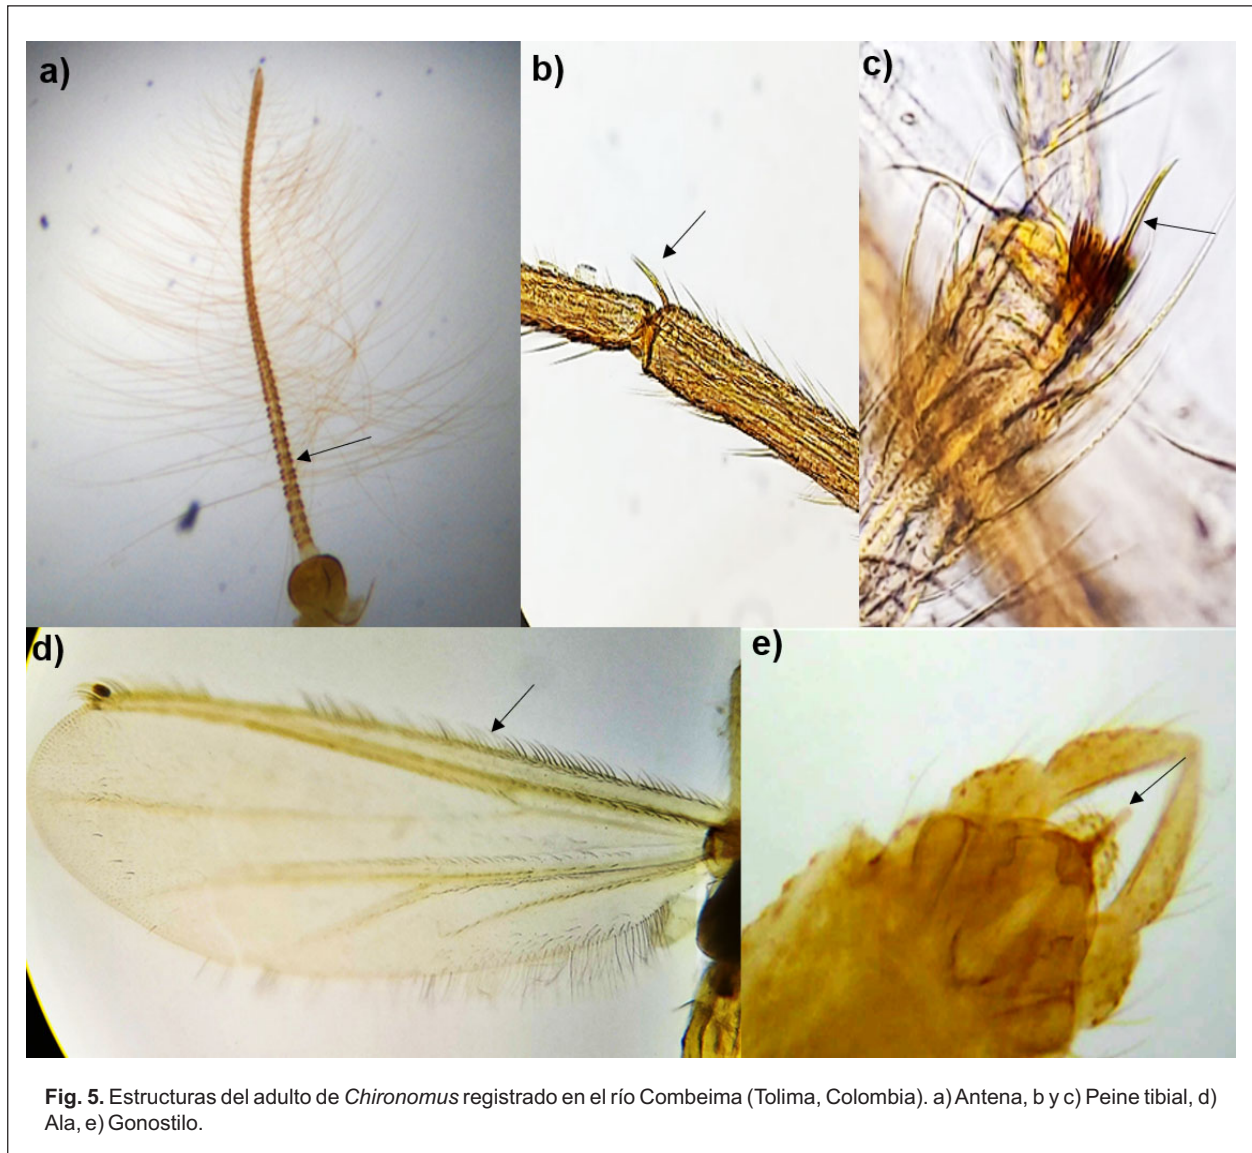 a)
b)
c)
d)
e)
Fig. 5. Estructuras del adulto de Chironomus registrado en el río Combeima (Tolima, Colombia). a) Antena, b y c) Peine tibial, d)
Ala, e) Gonostilo.